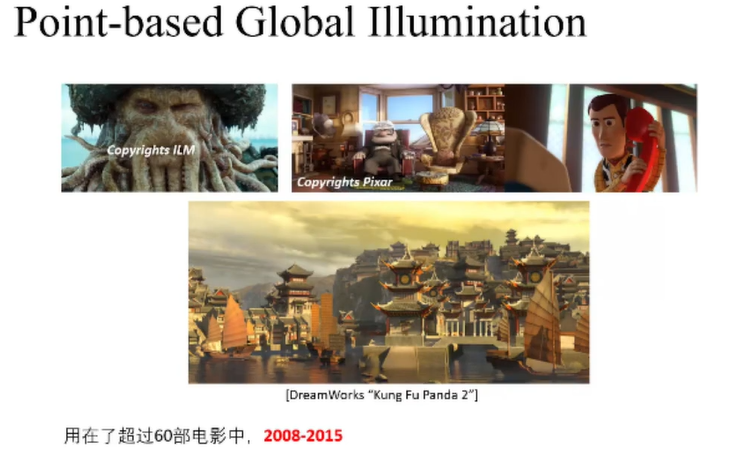 Point-based Global Illumination
Copyrights ILM
Copyrights Pixar
[DreamWorks “Kung Fu Panda 2”]
用在了超过60部电影中，2008-2015